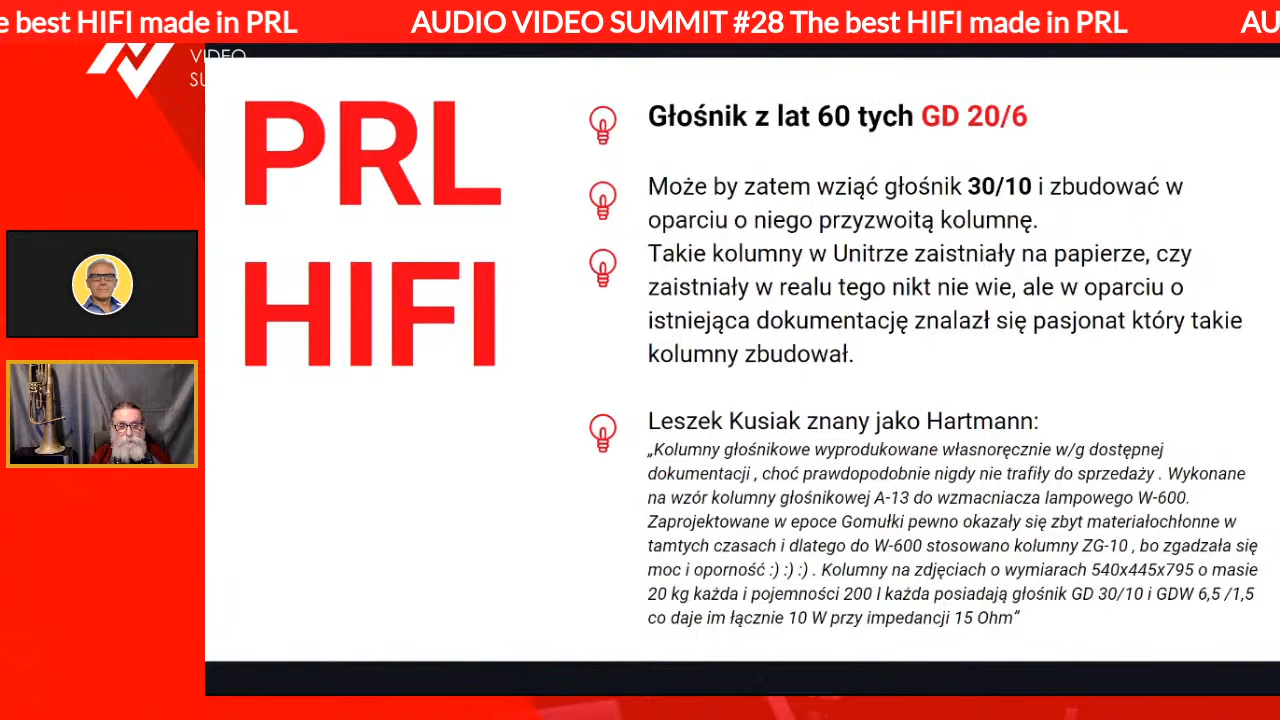 e best HIFI made in PRL
AUDIO VIDEO SUMMIT #28 The best HIFI made in PRL
AU
VIDEO
SU
PRL
HIFI
Głośnik z lat 60 tych GD 20/6
Może by zatem wziąć głośnik 30/10 i zbudować w
oparciu o niego przyzwoitą kolumnę.
Takie kolumny w Unitrze zaistniały na papierze, czy
zaistniały w realu tego nikt nie wie, ale w oparciu o
istniejąca dokumentację znalazł się pasjonat który takie
kolumny zbudował.
Leszek Kusiak znany jako Hartmann:
„Kolumny głośnikowe wyprodukowane własnoręcznie w/g dostępnej
dokumentacji , choć prawdopodobnie nigdy nie trafiły do sprzedaży . Wykonane
na wzór kolumny głośnikowej A-13 do wzmacniacza lampowego W-600.
Zaprojektowane w epoce Gomułki pewno okazały się zbyt materiałochłonne w
tamtych czasach i dlatego do W-600 stosowano kolumny ZG-10 , bo zgadzała się
moc i oporność :) :) :) . Kolumny na zdjęciach o wymiarach 540x445x795 o masie
20 kg każda i pojemności 200 l każda posiadają głośnik GD 30/10 i GDW 6,5 /1,5
co daje im łącznie 10 W przy impedancji 15 Ohm”